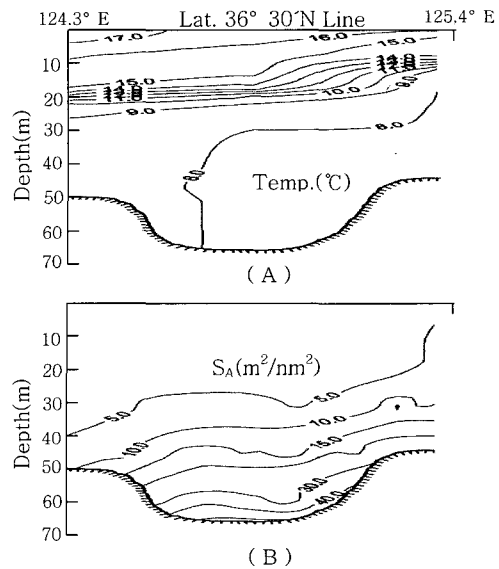 124.3° E Lat. 36° 30´N Line 125.4° E
17.0 16.0 15.0
10
15.0
20 10.0 9.0
9.0
30 8.0
40
8.0 Temp.(℃)
50
60
70
Depth(m)
( A )
10
20 SA(m²/nm²)
30 5.0
5.0 10.0
40 15.0
10.0
50
30.0
60 40.0
70
Depth(m)
( B )